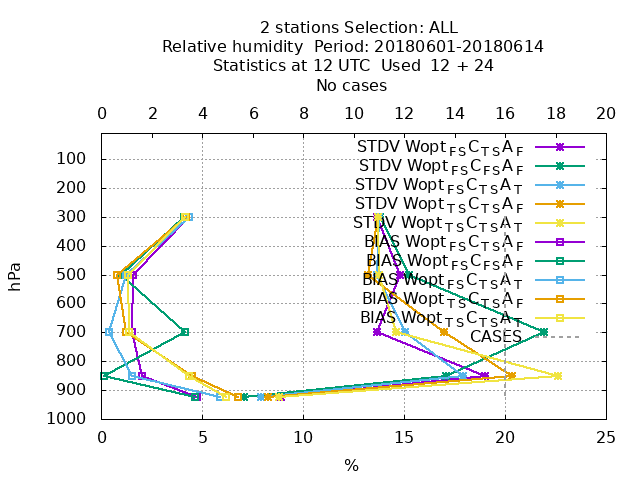 2 stations Selection: ALL
Relative humidity  Period: 20180601-20180614
Statistics at 12 UTC  Used  12 + 24
No cases
0 2 4 6 8 10 12 14 16 18 20
STDV Wopt FS C TS A F
STDV Wopt FS C FS A F
STDV Wopt FS C TS A T
STDV Wopt TS C TS A F
STDV Wopt TS C TS A T
BIAS Wopt FS C TS A F
BIAS Wopt FS C FS A F
BIAS Wopt FS C TS A T
BIAS Wopt TS C TS A F
BIAS Wopt TS C TS A T
CASES
100
200
300
400
500
600
700
800
900
1000
hPa
0 5 10 15 20 25
%